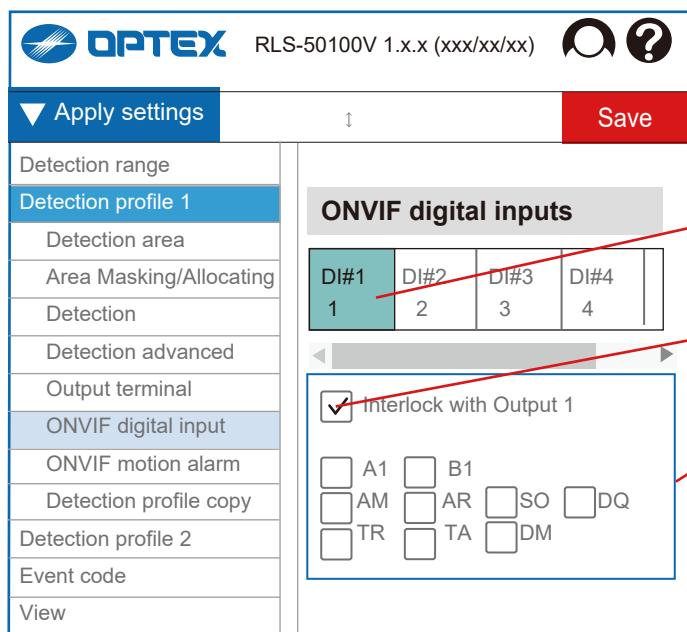 OPTEX RLS-50100V 1.x.x (xxx/xx/xx) ?
Apply settings Save
Detection range
Detection profile 1
Detection area
Area Masking/Allocating
Detection
Detection advanced
Output terminal
ONVIF digital input
ONVIF motion alarm
Detection profile copy
Detection profile 2
Event code
View
ONVIF digital inputs
DI#1 DI#2 DI#3 DI#4
1 2 3 4
Interlock with Output 1
A1 B1
AM AR SO DQ
TR TA DM